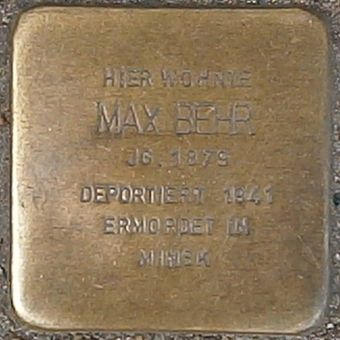 HIER WOHNTE
MAX BEHR
JG. 1879
DEPORTIERT 1941
ERMORDET IN
MINSK